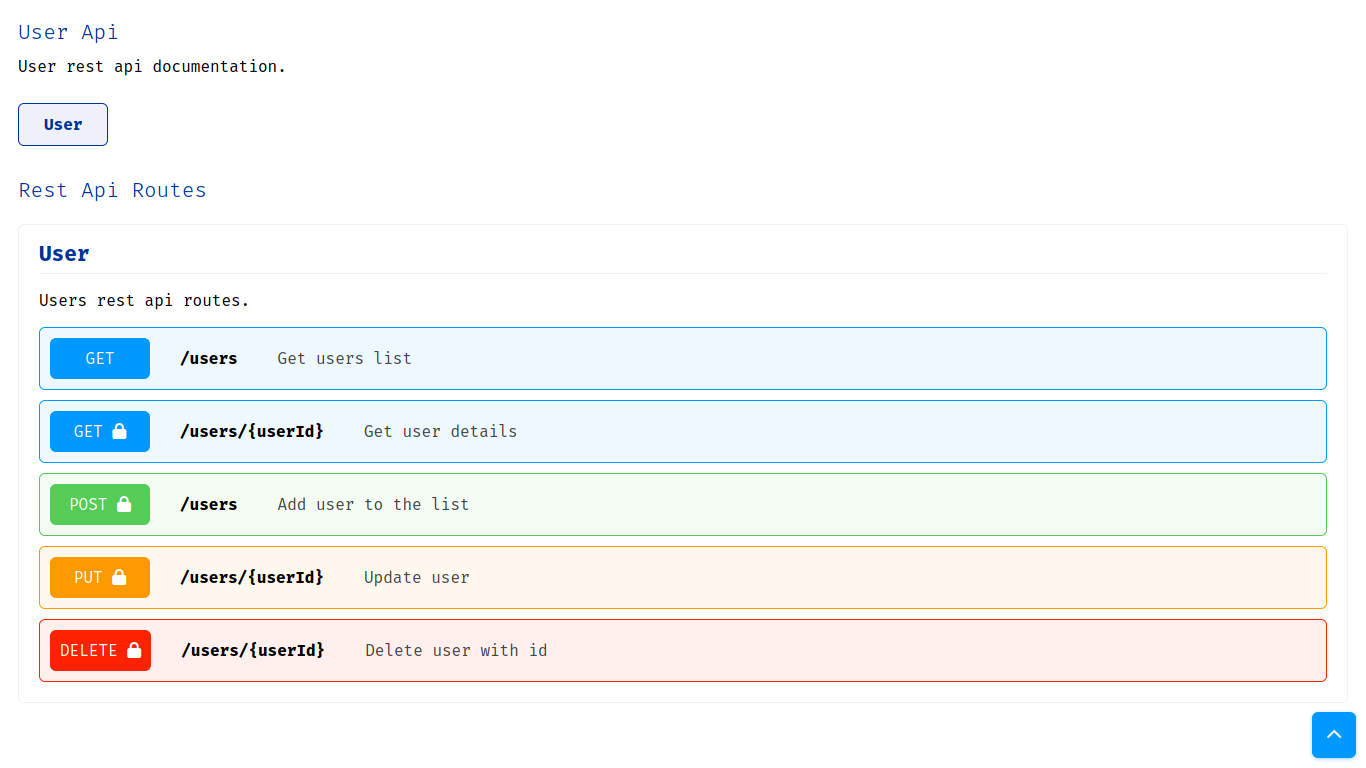 User Api
User rest api documentation.
User
Rest Api Routes
User
Users rest api routes.
GET /users Get users list
GET /users/{userId} Get user details
POST /users Add user to the list
PUT /users/{userId} Update user
DELETE /users/{userId} Delete user with id